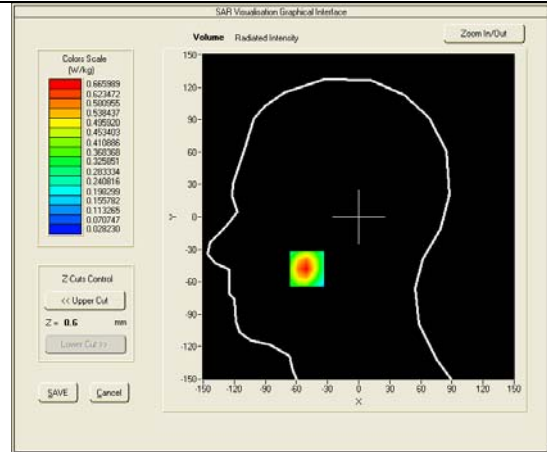 SAR Visualisation Graphical Interface
Volume Radiated Intensity
Zoom In/Out
Colors Scale
(W/kg)
0.665989
0.623472
0.580955
0.538437
0.495920
0.453403
0.410886
0.368368
0.325851
0.283334
0.240816
0.198299
0.155782
0.113265
0.070747
0.028230
Z Cuts Control
<< Upper Cut
Z = 0.6 mm
Lower Cut >>
SAVE Cancel
150
120
90
60
30
0
-30
-60
-90
-120
-150
Y
-150 -120 -90 -60 -30 0 30 60 90 120 150
X